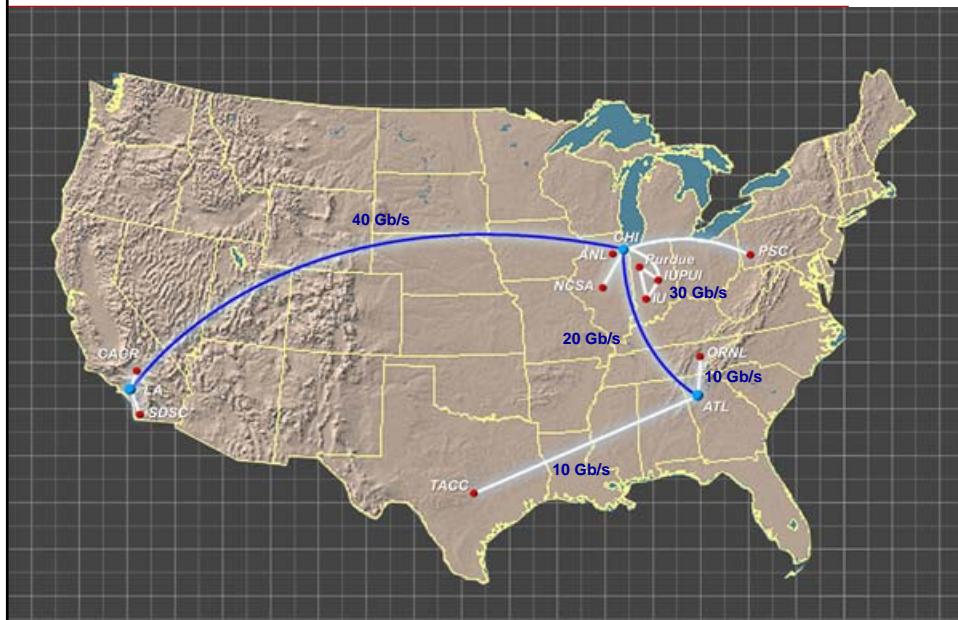 40 Gb/s
CHI
ANL
Purdue
PSC
IUPUI
NCSA
IU
30 Gb/s
20 Gb/s
CACR
ORNL
10 Gb/s
LA
ATL
SDSC
10 Gb/s
TACC